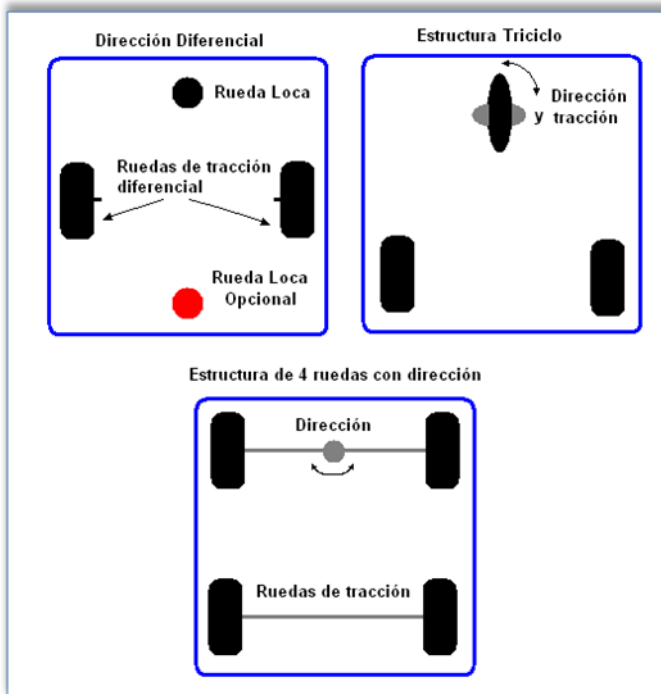 Dirección Diferencial
Rueda Loca
Ruedas de tracción
diferencial
Rueda Loca
Opcional
Estructura Triciclo
Dirección
y tracción
Estructura de 4 ruedas con dirección
Dirección
Ruedas de tracción